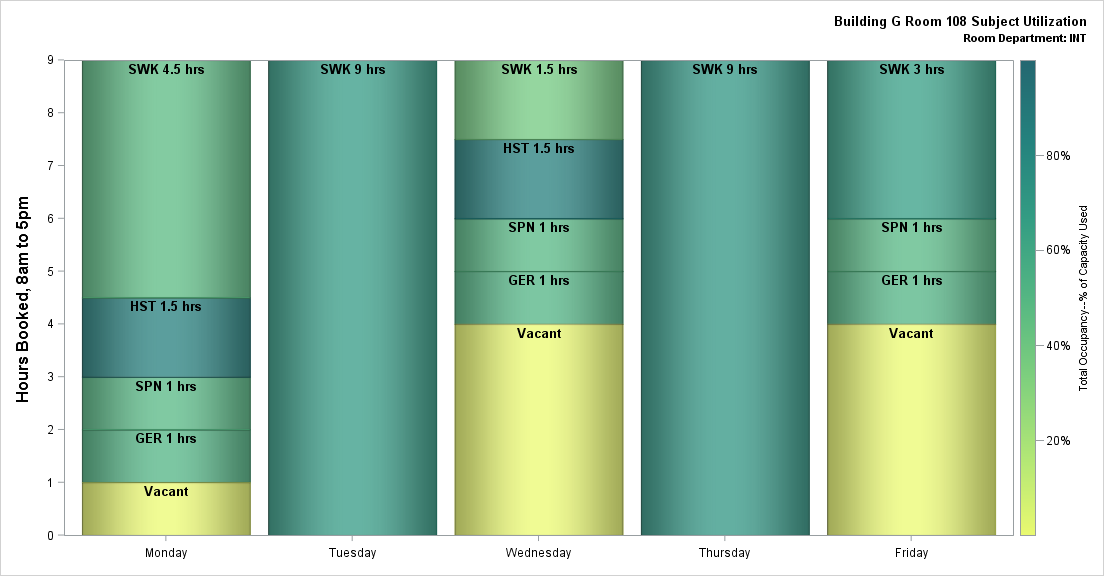 Building G Room 108 Subject Utilization
Room Department: INT
Hours Booked, 8am to 5pm
9
8
7
6
5
4
3
2
1
0
SWK 4.5 hrs
HST 1.5 hrs
SPN 1 hrs
GER 1 hrs
Vacant
SWK 9 hrs
SWK 1.5 hrs
HST 1.5 hrs
SPN 1 hrs
GER 1 hrs
Vacant
SWK 9 hrs
SWK 3 hrs
SPN 1 hrs
GER 1 hrs
Vacant
Monday
Tuesday
Wednesday
Thursday
Friday
80%
60%
40%
20%
Total Occupancy--% of Capacity Used